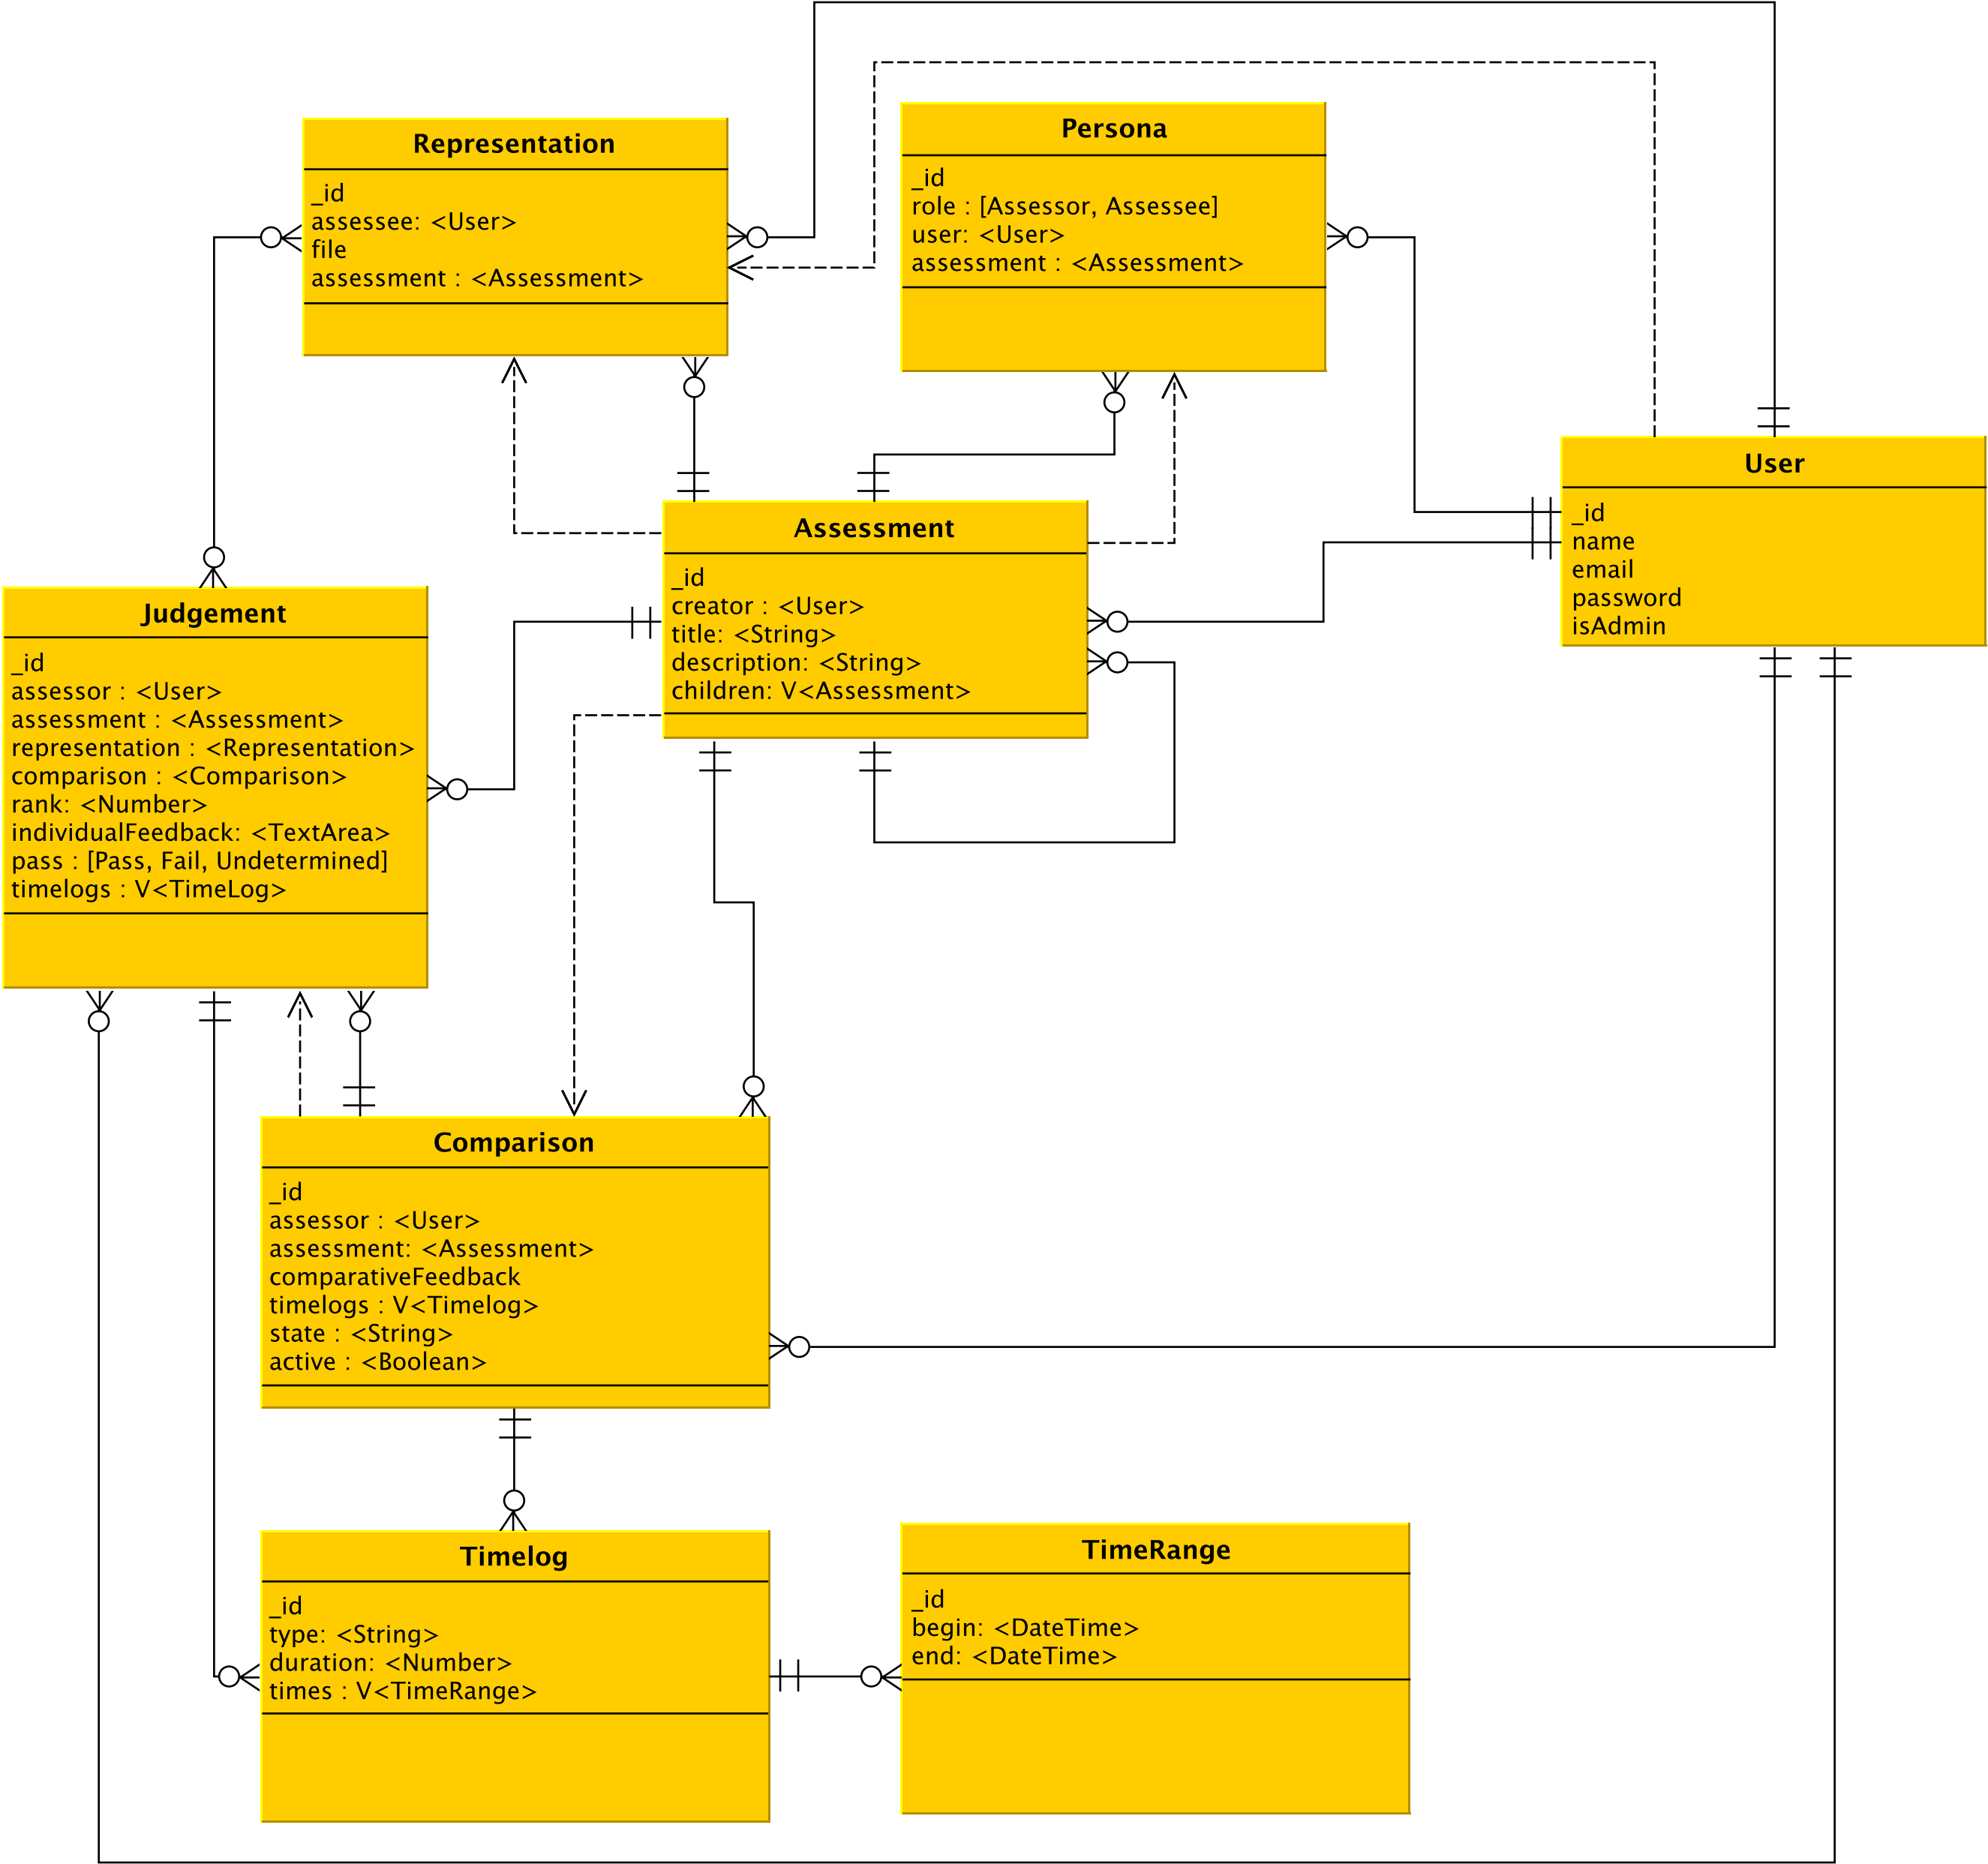 Representation
_id
assessee: <User>
file
assessment : <Assessment>
Persona
_id
role : [Assessor, Assessee]
user: <User>
assessment : <Assessment>
User
_id
name
email
password
isAdmin
Assessment
_id
creator : <User>
title: <String>
description: <String>
children: V<Assessment>
Judgement
_id
assessor : <User>
assessment : <Assessment>
representation : <Representation>
comparison : <Comparison>
rank: <Number>
individualFeedback: <TextArea>
pass : [Pass, Fail, Undetermined]
timelogs : V<TimeLog>
Comparison
_id
assessor : <User>
assessment: <Assessment>
comparativeFeedback
timelogs : V<Timelog>
state : <String>
active : <Boolean>
Timelog
_id
type: <String>
duration: <Number>
times : V<TimeRange>
TimeRange
_id
begin: <DateTime>
end: <DateTime>